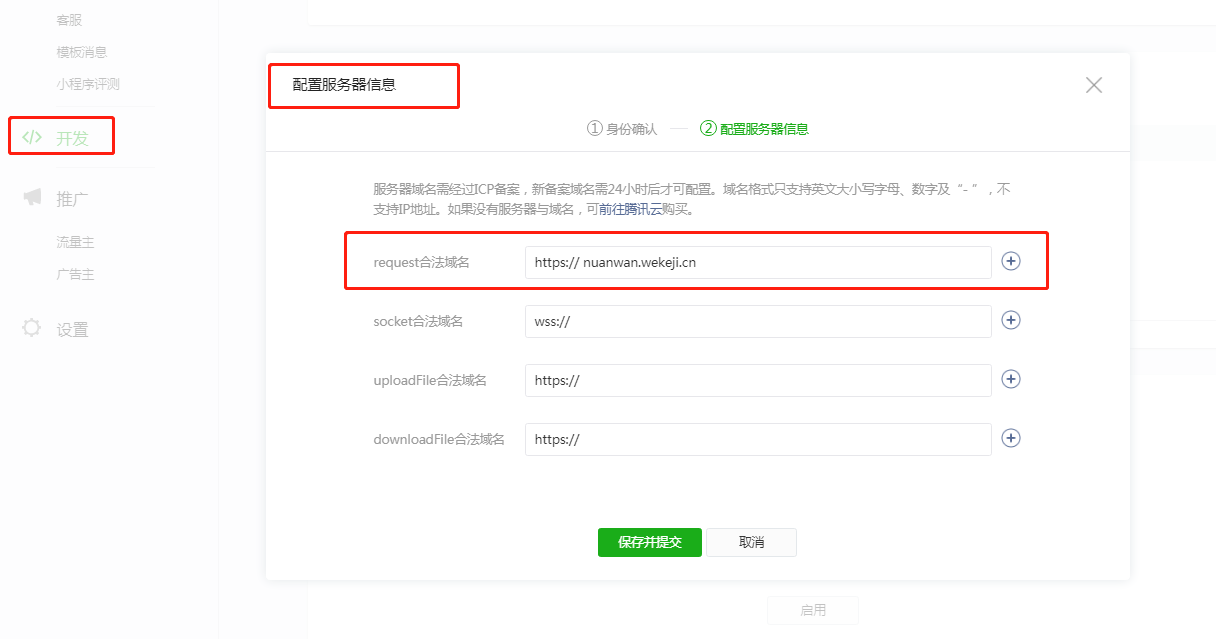 客服
模板消息
小程序评测
开发
推广
流量主
广告主
设置
配置服务器信息
①身份确认 ②配置服务器信息
服务器域名需经过ICP备案，新备案域名需24小时后才可配置。域名格式只支持英文大小写字母、数字及“- ”，不
支持IP地址。如果没有服务器与域名，可前往腾讯云购买。
request合法域名 https:// nuanwan.wekeji.cn
socket合法域名 wss://
uploadFile合法域名 https://
downloadFile合法域名 https://
保存并提交 取消
启用